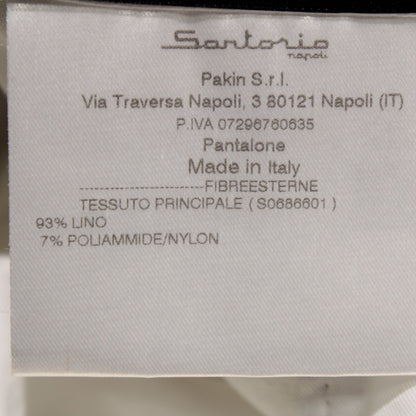 Sartorio
napoli
Pakin S.r.l.
Via Traversa Napoli, 3 80121 Napoli (IT)
P.IVA 07296760635
Pantalone
Made in Italy
--------------------FIBREESTERNE
TESSUTO PRINCIPALE ( S0686601 )
93% LINO
7% POLIAMMIDE/NYLON